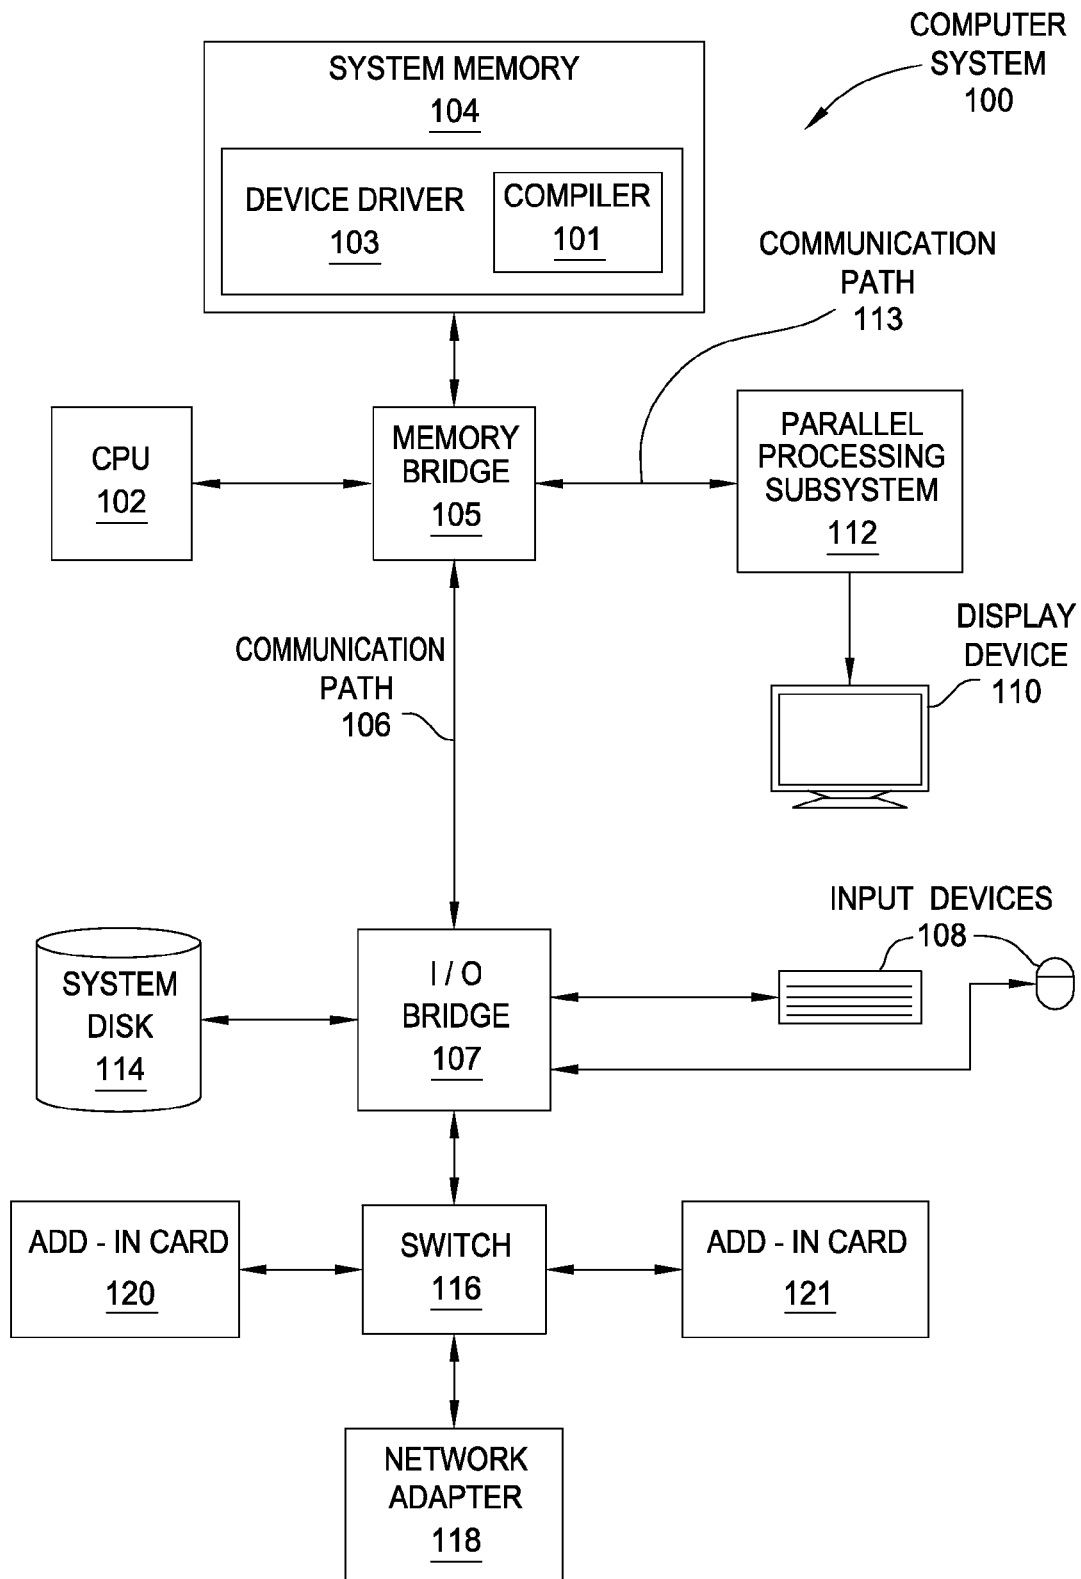 COMPUTER
SYSTEM
100
SYSTEM MEMORY
104
DEVICE DRIVER
103
COMPILER
101
COMMUNICATION
PATH
113
CPU
102
MEMORY
BRIDGE
105
PARALLEL
PROCESSING
SUBSYSTEM
112
DISPLAY
DEVICE
110
COMMUNICATION
PATH
106
INPUT DEVICES
108
SYSTEM
DISK
114
I / O
BRIDGE
107
ADD - IN CARD
120
SWITCH
116
ADD - IN CARD
121
NETWORK
ADAPTER
118